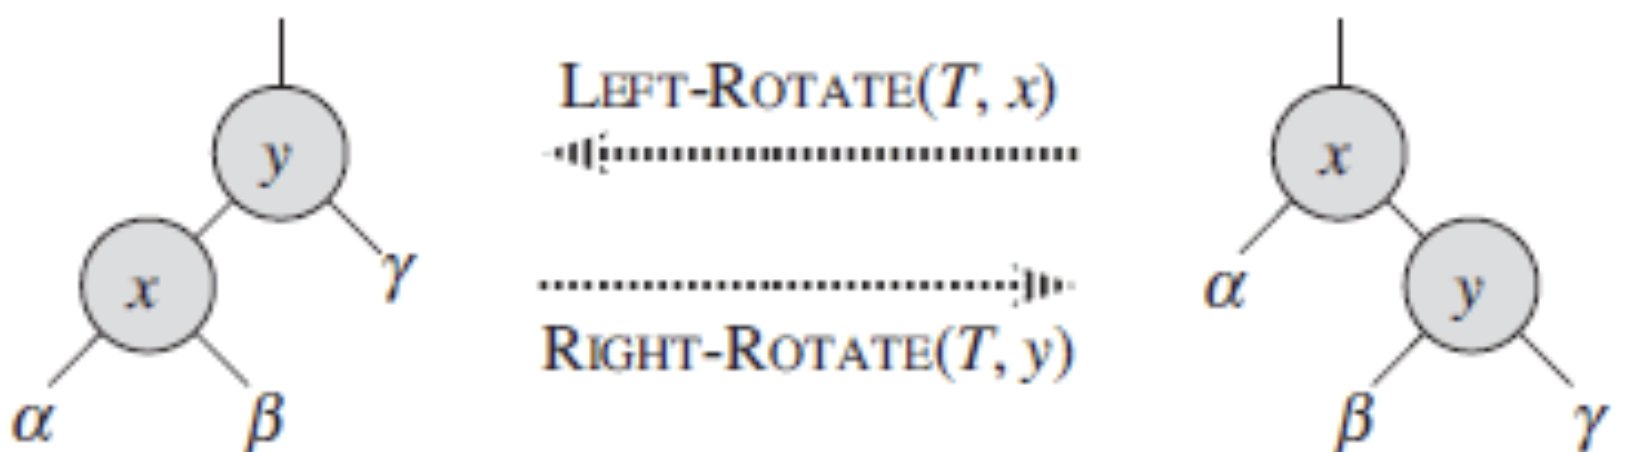 LEFT-ROTATE(T, x)
y
x
x
γ
y
α
RIGHT-ROTATE(T, y)
α
β
β
γ